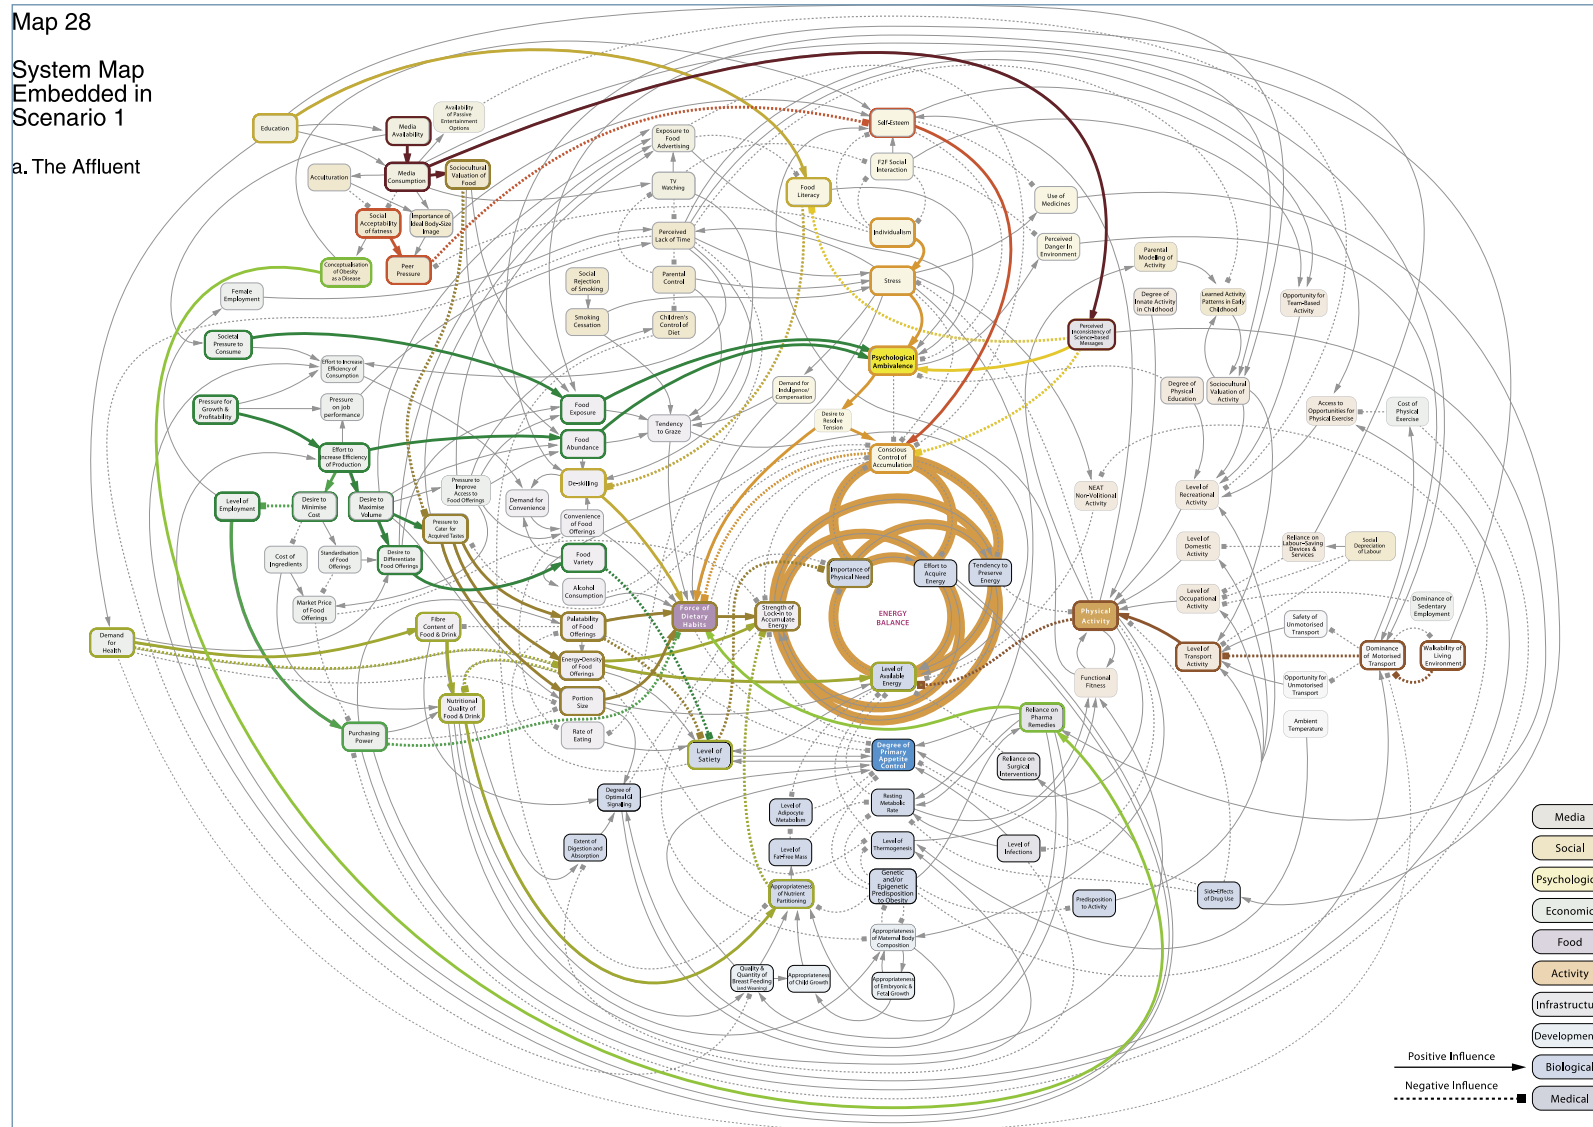 Map 28
System Map
Embedded in
Scenario 1
a. The Affluent
Education
Media
Availability
Availability
of Passive
Entertainment
Options
Acculturation
Media
Consumption
Sociocultural
Valuation of
Food
Social
Acceptability
of fatness
Importance of
Ideal Body-Size
Image
Conceptualisation
of Obesity
as a Disease
Peer
Pressure
Female
Employment
Exposure to
Food
Advertising
TV
Watching
Perceived
Lack of Time
Social
Rejection
of Smoking
Parental
Control
Smoking
Cessation
Children's
Control of
Diet
Food
Literacy
Self-Esteem
F2F Social
Interaction
Individualism
Stress
Psychological
Ambivalence
Use of
Medicines
Perceived
Danger in
Environment
Parental
Modeling of
Activity
Degree of
Innate Activity
in Childhood
Learned Activity
Patterns in Early
Childhood
Opportunity for
Team-Based
Activity
Perceived
Inconsistency of
Science-based
Messages
Societal
Pressure to
Consume
Effort to Increase
Efficiency of
Consumption
Pressure for
Growth &
Profitability
Pressure
on job
performance
Effort to
Increase Efficiency
of Production
Food
Exposure
Food
Abundance
Tendency
to Graze
Demand for
Indulgence/
Compensation
Desire to
Resolve
Tension
Conscious
Control of
Accumulation
Degree of
Physical
Education
Sociocultural
Valuation of
Activity
Access to
Opportunities for
Physical Exercise
Cost of
Physical
Exercise
Level of
Employment
Desire to
Minimise
Cost
Desire to
Maximise
Volume
Pressure to
Improve
Access to
Food Offerings
Demand for
Convenience
De-skilling
Convenience
of Food
Offerings
Pressure to
Cater for
Acquired Tastes
Cost of
Ingredients
Standardisation
of Food
Offerings
Desire to
Differentiate
Food Offerings
Food
Variety
Alcohol
Consumption
Market Price
of Food
Offerings
NEAT
Non-Volitional
Activity
Level of
Recreational
Activity
Level of
Domestic
Activity
Reliance on
Labour-Saving
Devices &
Services
Social
Depreciation
of Labour
Importance of
Physical Need
Effort to
Acquire
Energy
Tendency to
Preserve
Energy
ENERGY
BALANCE
Force of
Dietary
Habits
Strength of
Lock-in to
Accumulate
Energy
Physical
Activity
Level of
Occupational
Activity
Dominance of
Sedentary
Employment
Safety of
Unmotorised
Transport
Level of
Transport
Activity
Dominance
of Motorised
Transport
Walkability of
Living
Environment
Opportunity for
Unmotorised
Transport
Ambient
Temperature
Functional
Fitness
Demand
for
Health
Fibre
Content of
Food & Drink
Palatability
of Food
Offerings
Energy-Density
of Food
Offerings
Portion
Size
Rate of
Eating
Nutritional
Quality of
Food & Drink
Purchasing
Power
Level of
Satiety
Level of
Available
Energy
Degree of
Primary
Appetite
Control
Reliance on
Pharma
Remedies
Reliance on
Surgical
Interventions
Degree of
Optimal GI
Signalling
Extent of
Digestion and
Absorption
Level of
Adipocyte
Metabolism
Level of
Fat-Free Mass
Resting
Metabolic
Rate
Level of
Thermogenesis
Level of
Infections
Appropriateness
of Nutrient
Partitioning
Genetic
and/or
Epigenetic
Predisposition
to Obesity
Predisposition
to Activity
Side-Effects
of Drug Use
Appropriateness
of Maternal Body
Composition
Quality &
Quantity of
Breast Feeding
(and Weaning)
Appropriateness
of Child Growth
Appropriateness
of Embryonic &
Fetal Growth
Media
Social
Psychologic
Economic
Food
Activity
Infrastructu
Development
Biological
Medical
Positive Influence
Negative Influence